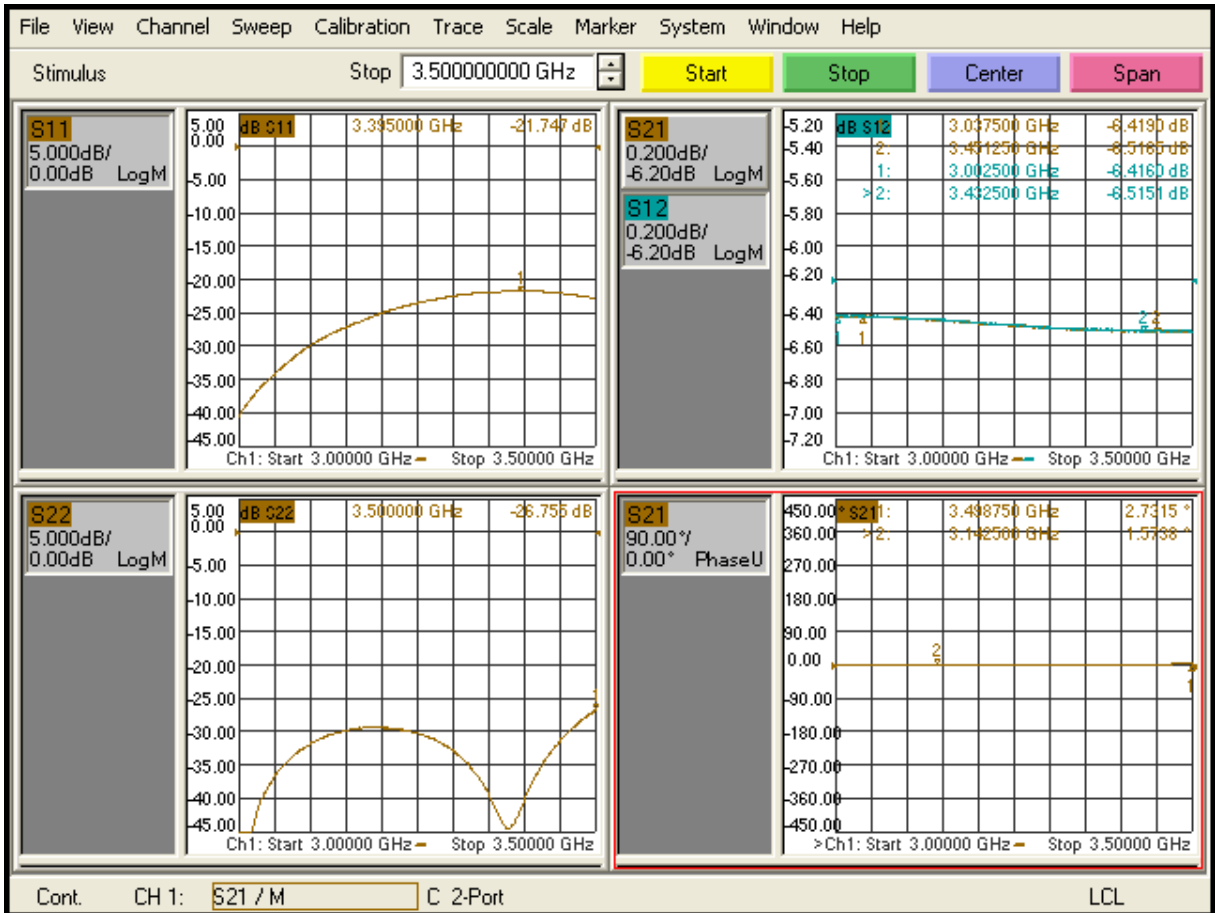 File View Channel Sweep Calibration Trace Scale Marker System Window Help
Stimulus Stop 3.500000000 GHz Start Stop Center Span
S11
5.000dB/
0.00dB LogM
dB S11 3.395000 GHz -21.747 dB
5.00
0.00
-5.00
-10.00
-15.00
-20.00
-25.00
-30.00
-35.00
-40.00
-45.00
1
Ch1: Start 3.00000 GHz Stop 3.50000 GHz
S21
0.200dB/
-6.20dB LogM
S12
0.200dB/
-6.20dB LogM
dB S12 3.037500 GHz -6.4190 dB
2: 3.451250 GHz -6.5165 dB
1: 3.002500 GHz -6.4160 dB
>2: 3.432500 GHz -6.5151 dB
-5.20
-5.40
-5.60
-5.80
-6.00
-6.20
-6.40
-6.60
-6.80
-7.00
-7.20
1 1 2 2
Ch1: Start 3.00000 GHz Stop 3.50000 GHz
S22
5.000dB/
0.00dB LogM
dB S22 3.500000 GHz -26.755 dB
5.00
0.00
-5.00
-10.00
-15.00
-20.00
-25.00
-30.00
-35.00
-40.00
-45.00
Ch1: Start 3.00000 GHz Stop 3.50000 GHz
S21
90.00°/
0.00° PhaseU
° S21 1: 3.498750 GHz 2.7315 °
>2: 3.142500 GHz 1.5738 °
450.00
360.00
270.00
180.00
90.00
0.00
-90.00
-180.00
-270.00
-360.00
-450.00
2
1
>Ch1: Start 3.00000 GHz Stop 3.50000 GHz
Cont. CH 1: S21 / M C 2-Port LCL